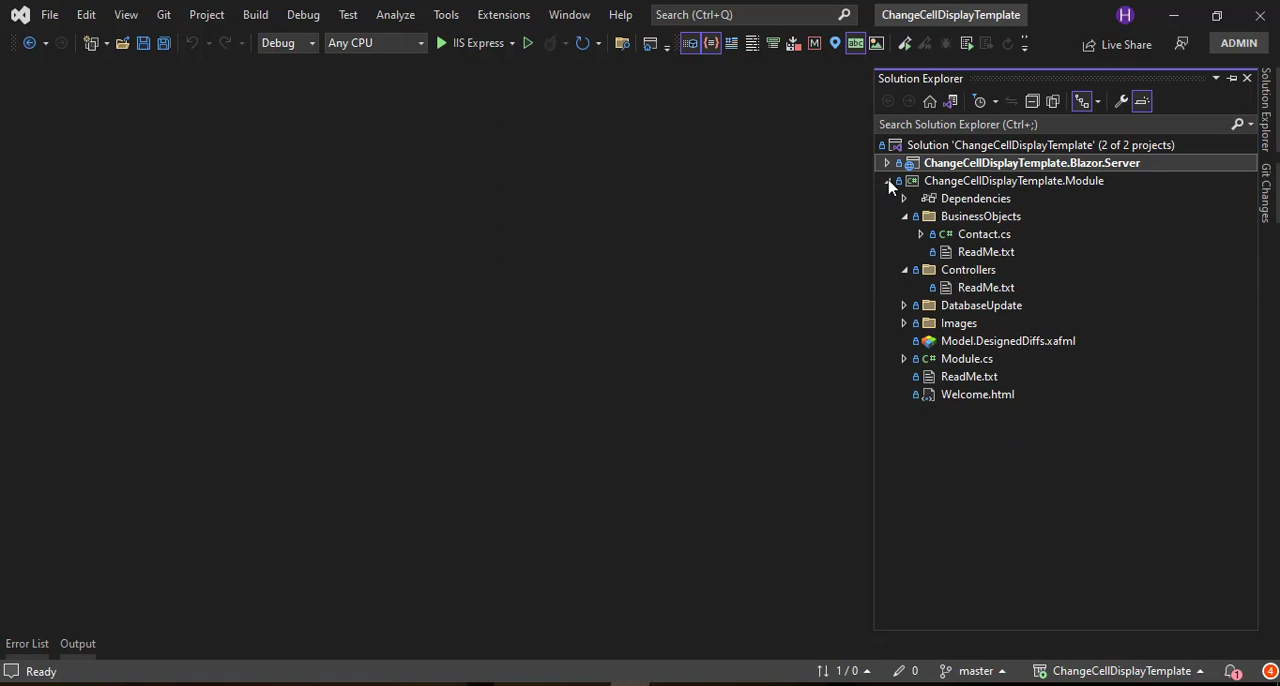 File Edit View Git Project Build Debug Test Analyze Tools Extensions Window Help Search (Ctrl+Q) ChangeCellDisplayTemplate H
Debug Any CPU IIS Express Live Share ADMIN
Solution Explorer
Search Solution Explorer (Ctrl+;)
Solution 'ChangeCellDisplayTemplate' (2 of 2 projects)
ChangeCellDisplayTemplate.Blazor.Server
C# ChangeCellDisplayTemplate.Module
Dependencies
BusinessObjects
C# Contact.cs
ReadMe.txt
Controllers
ReadMe.txt
DatabaseUpdate
Images
Model.DesignedDiffs.xafml
C# Module.cs
ReadMe.txt
Welcome.html
Solution Explorer
Git Changes
Error List Output
Ready 1 / 0 0 master ChangeCellDisplayTemplate 1 4